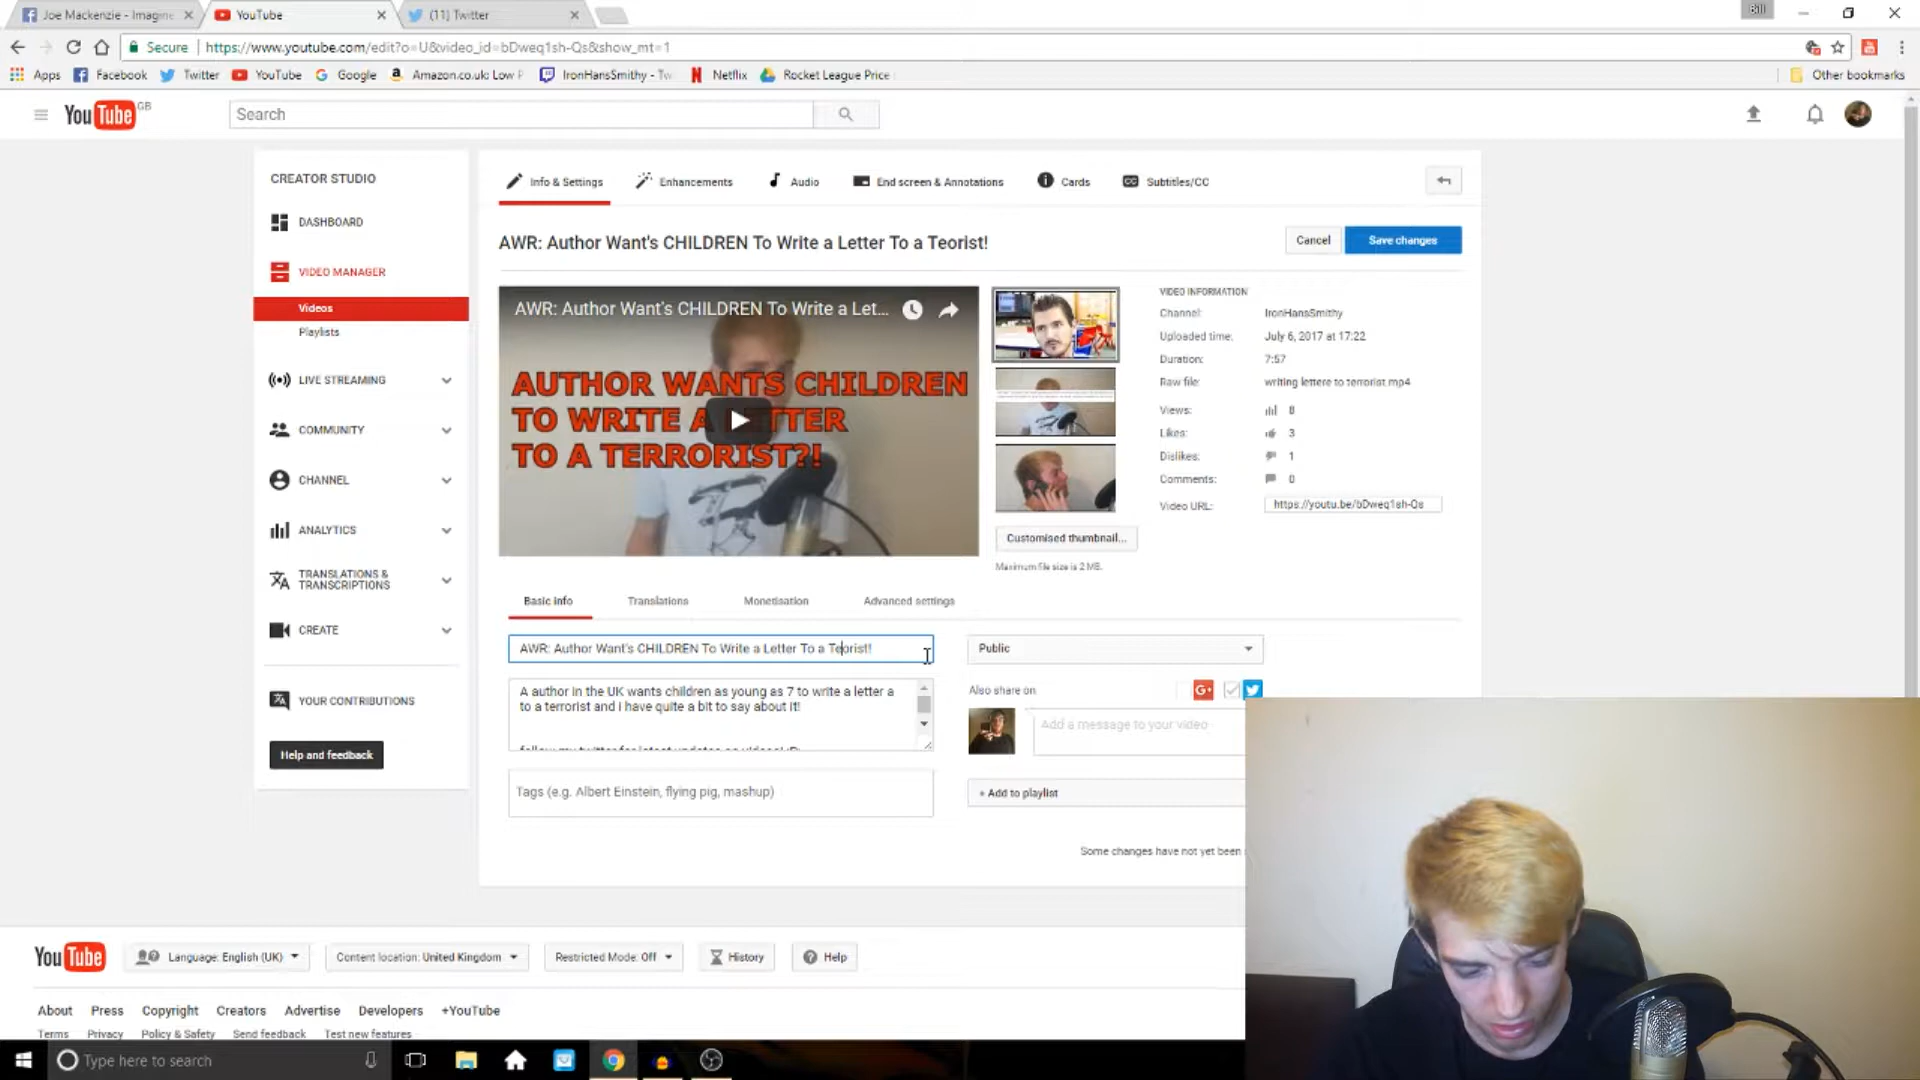 Joe Mackenzie - Imagine
YouTube
(11) Twitter
Bill
Secure
https://www.youtube.com/edit?o=U&video_id=bDweq1sh-Qs&show_mt=1
Apps
Facebook
Twitter
YouTube
Google
Amazon.co.uk: Low P
IronHansSmithy - Tw
Netflix
Rocket League Price
Other bookmarks
YouTube GB
Search
CREATOR STUDIO
DASHBOARD
VIDEO MANAGER
Videos
Playlists
LIVE STREAMING
COMMUNITY
CHANNEL
ANALYTICS
TRANSLATIONS &
TRANSCRIPTIONS
CREATE
YOUR CONTRIBUTIONS
Help and feedback
Info & Settings
Enhancements
Audio
End screen & Annotations
Cards
CC Subtitles/CC
AWR: Author Want's CHILDREN To Write a Letter To a Teorist!
Cancel
Save changes
AWR: Author Want's CHILDREN To Write a Let...
AUTHOR WANTS CHILDREN
TO WRITE A LETTER
TO A TERRORIST?!
Customised thumbnail...
Maximum file size is 2 MB.
VIDEO INFORMATION
Channel: IronHansSmithy
Uploaded time: July 6, 2017 at 17:22
Duration: 7:57
Raw file: writing lettere to terrorist.mp4
Views: 8
Likes: 3
Dislikes: 1
Comments: 0
Video URL: https://youtu.be/bDweq1sh-Qs
Basic info
Translations
Monetisation
Advanced settings
AWR: Author Want's CHILDREN To Write a Letter To a Teorist!
A author in the UK wants children as young as 7 to write a letter a
to a terrorist and i have quite a bit to say about it!
Tags (e.g. Albert Einstein, flying pig, mashup)
Public
Also share on
G+
Add a message to your video
+ Add to playlist
Some changes have not yet been
YouTube
Language: English (UK)
Content location: United Kingdom
Restricted Mode: Off
History
Help
About
Press
Copyright
Creators
Advertise
Developers
+YouTube
Terms
Privacy
Policy & Safety
Send feedback
Test new features
Type here to search